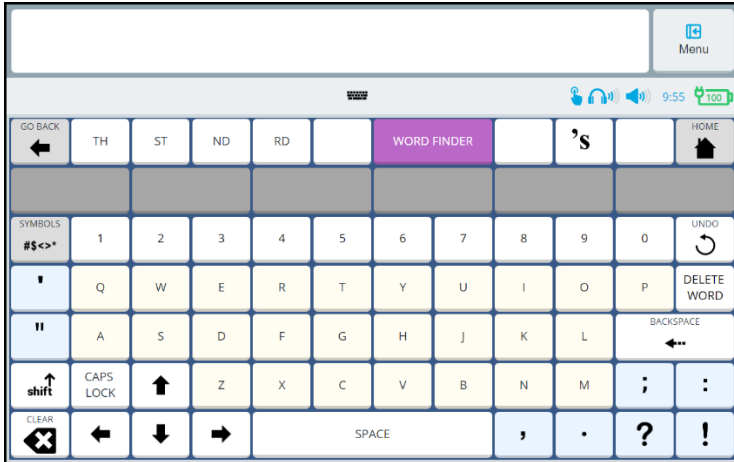 Menu
9:55 100
GO BACK TH ST ND RD WORD FINDER 's HOME
SYMBOLS
#$<>* 1 2 3 4 5 6 7 8 9 0 UNDO
' Q W E R T Y U I O P DELETE WORD
" A S D F G H J K L BACKSPACE
shift CAPS LOCK Z X C V B N M ; :
CLEAR SPACE , . ? !